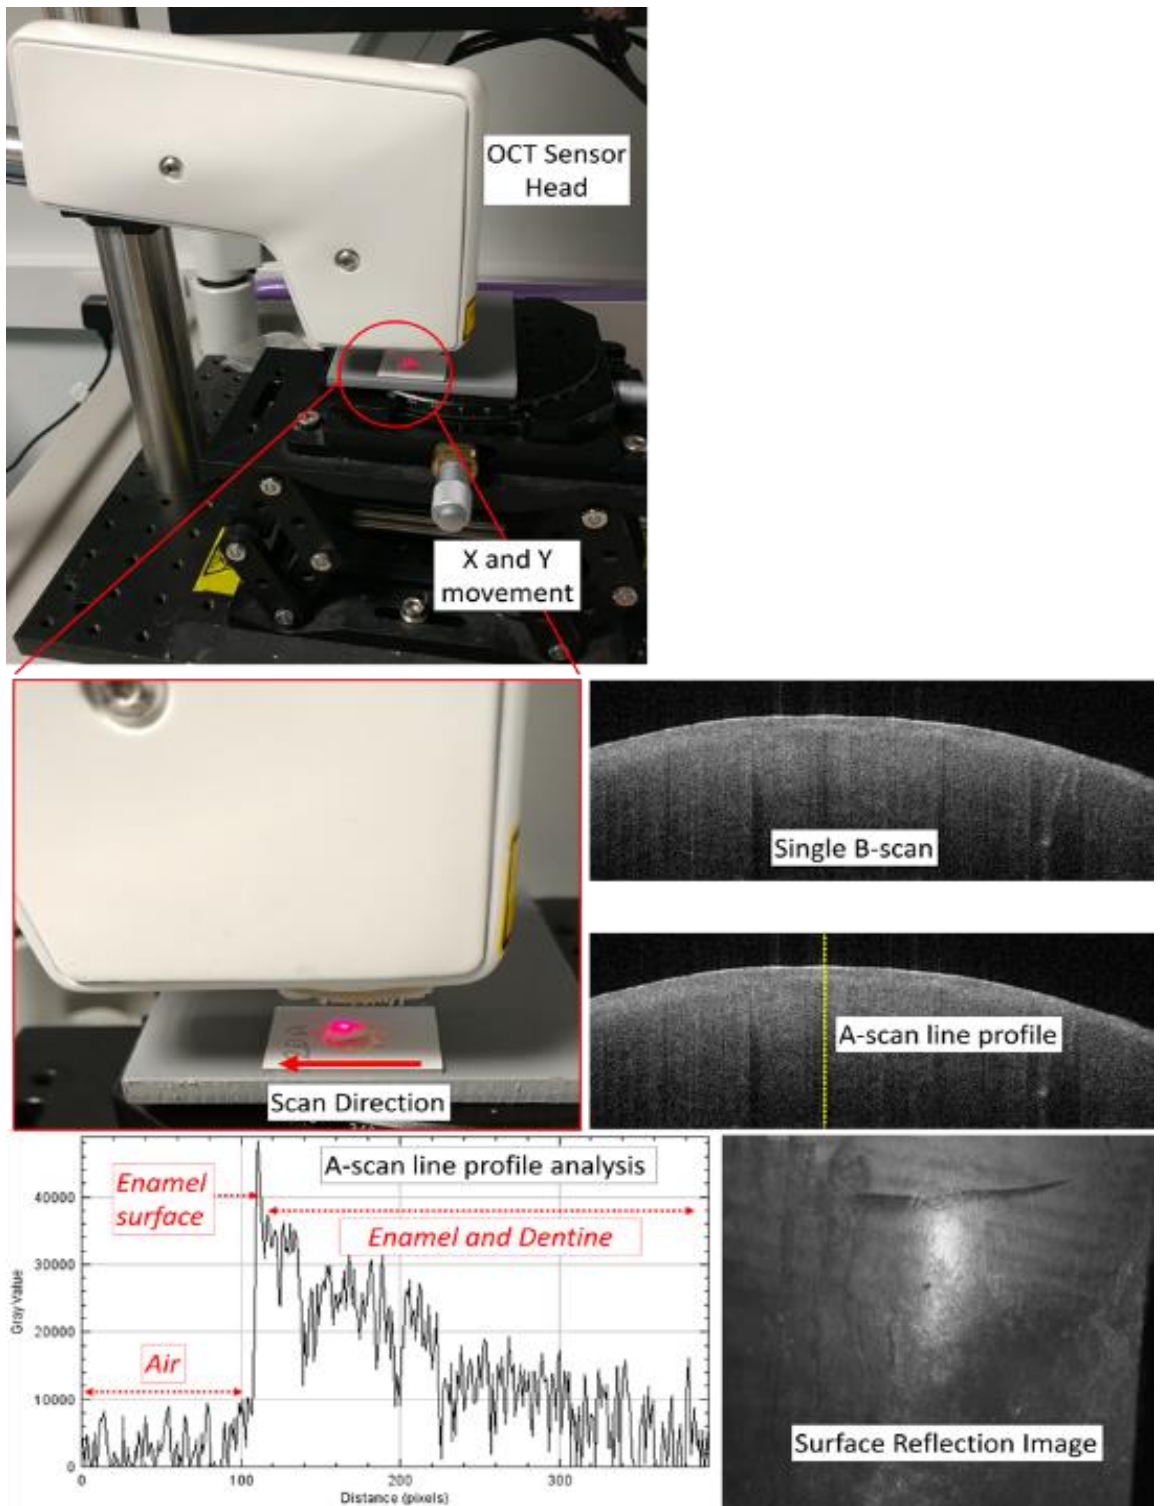 OCT Sensor
Head
X and Y
movement
Single B-scan
A-scan line profile
Scan Direction
A-scan line profile analysis
Enamel
surface
Enamel and Dentine
Air
Gray Value
40000
30000
20000
10000
0
0
100
200
300
Distance (pixels)
Surface Reflection Image